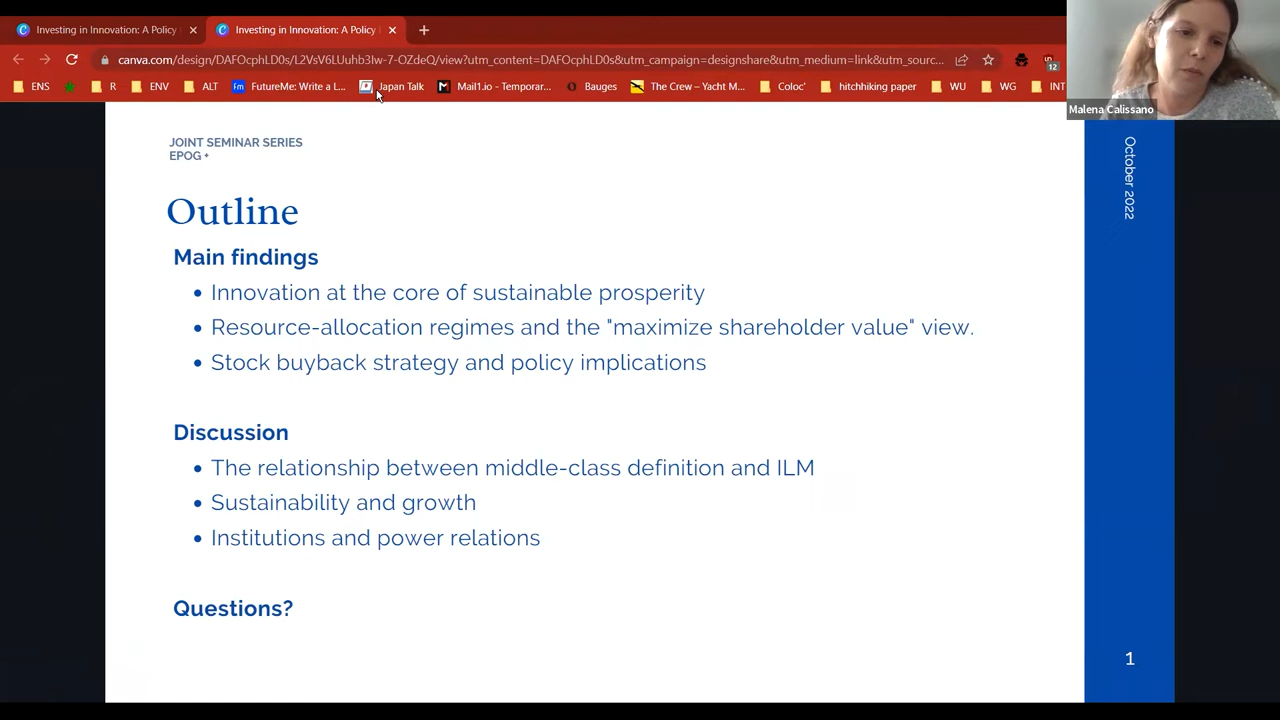 Investing in Innovation: A Policy
Investing in Innovation: A Policy
canva.com/design/DAFOcphLD0s/L2VsV6LUuhb3Iw-7-OZdeQ/view?utm_content=DAFOcphLD0s&utm_campaign=designshare&utm_medium=link&utm_sourc...
12
ENS
R
ENV
ALT
Fm
FutureMe: Write a L...
Japan Talk
M
Mail1.io - Temporar...
Bauges
The Crew – Yacht M...
Coloc'
hitchhiking paper
WU
WG
INT
Malena Calissano
JOINT SEMINAR SERIES
EPOG +
October 2022
Outline
Main findings
• Innovation at the core of sustainable prosperity
• Resource-allocation regimes and the "maximize shareholder value" view.
• Stock buyback strategy and policy implications
Discussion
• The relationship between middle-class definition and ILM
• Sustainability and growth
• Institutions and power relations
Questions?
1